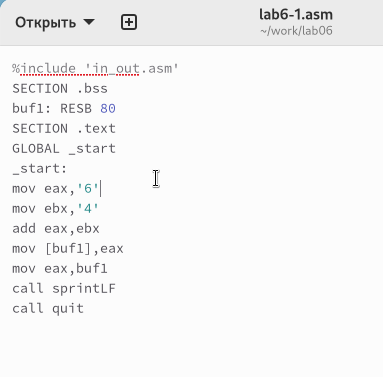 Открыть
lab6-1.asm
~/work/lab06
%include 'in_out.asm'
SECTION .bss
buf1: RESB 80
SECTION .text
GLOBAL _start
_start:
mov eax,'6'
mov ebx,'4'
add eax,ebx
mov [buf1],eax
mov eax,buf1
call sprintLF
call quit